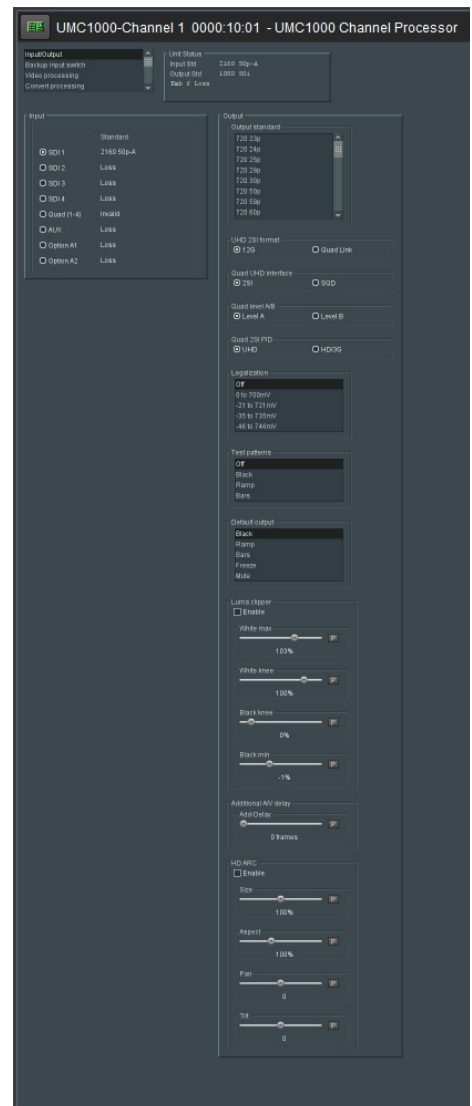 UMC1000-Channel 1 0000:10:01 - UMC1000 Channel Processor
Input/Output
Backup input switch
Video processing
Convert processing
Unit Status
Input Std 2160 50p-A
Output Std 1080 50i
Emb 2 Loss
Input
Standard
SDI 1 2160 50p-A
SDI 2 Loss
SDI 3 Loss
SDI 4 Loss
Quad (1-4) Invalid
AUX Loss
Option A1 Loss
Option A2 Loss
Output
Output standard
720 23p
720 24p
720 25p
720 29p
720 30p
720 50p
720 59p
720 60p
UHD 2SI format
12G Quad Link
Quad UHD interface
2SI SQD
Quad level A/B
Level A Level B
Quad 2SI PID
UHD HD/3G
Legalization
Off
0 to 700mV
-21 to 721mV
-35 to 735mV
-46 to 746mV
Test patterns
Off
Black
Ramp
Bars
Default output
Black
Ramp
Bars
Freeze
Mute
Luma clipper
Enable
White max
P
103%
White knee
P
100%
Black knee
P
0%
Black min
P
-1%
Additional A/V delay
Add-Delay
P
0 frames
HD ARC
Enable
Size
P
100%
Aspect
P
100%
Pan
P
0
Tilt
P
0